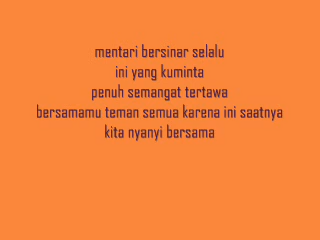 mentari bersinar selalu
ini yang kuminta
penuh semangat tertawa
bersamamu teman semua karena ini saatnya
kita nyanyi bersama